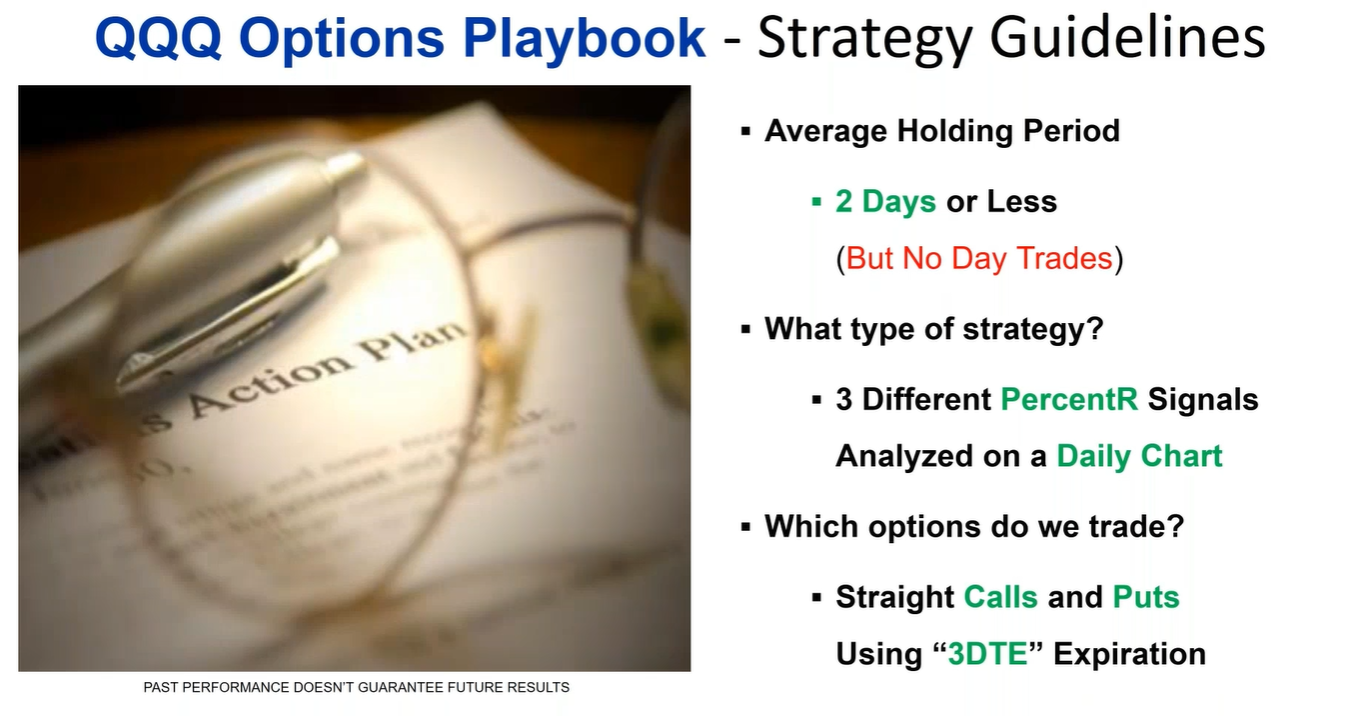 QQQ Options Playbook - Strategy Guidelines
▪ Average Holding Period
▪ 2 Days or Less
(But No Day Trades)
▪ What type of strategy?
▪ 3 Different PercentR Signals
Analyzed on a Daily Chart
▪ Which options do we trade?
▪ Straight Calls and Puts
Using “3DTE” Expiration
s Action Plan
PAST PERFORMANCE DOESN'T GUARANTEE FUTURE RESULTS